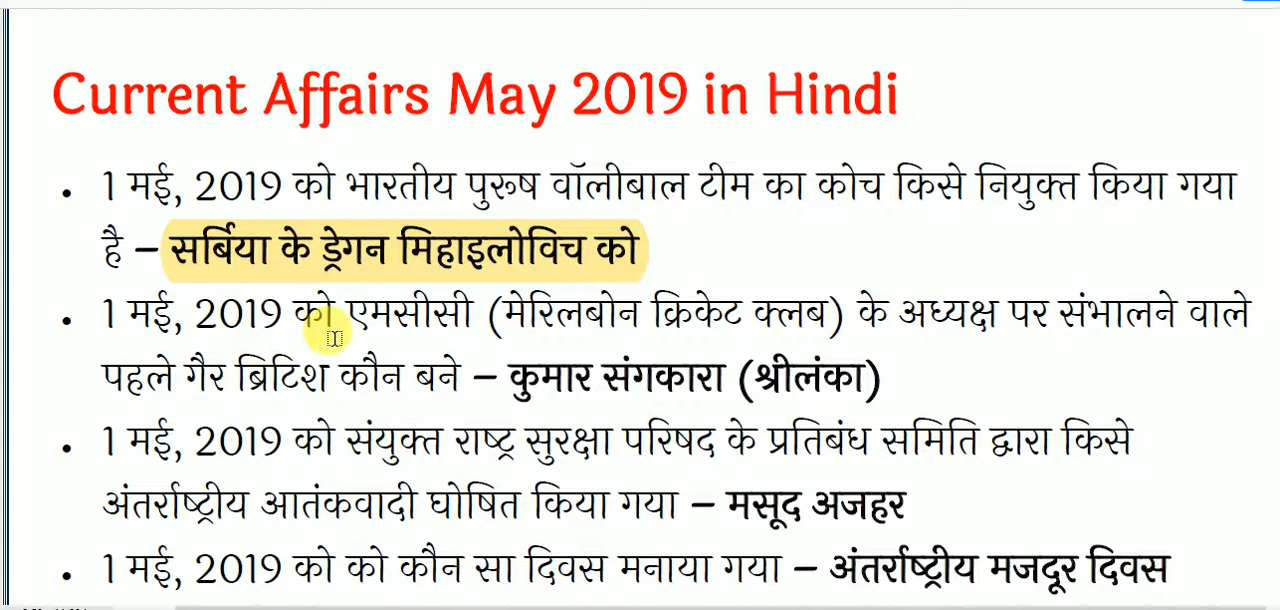 Current Affairs May 2019 in Hindi
• 1 मई, 2019 को भारतीय पुरूष वॉलीबाल टीम का कोच किसे नियुक्त किया गया
है – सर्बिया के ड्रेगन मिहाइलोविच को
• 1 मई, 2019 को एमसीसी (मेरिलबोन क्रिकेट क्लब) के अध्यक्ष पर संभालने वाले
पहले गैर ब्रिटिश कौन बने – कुमार संगकारा (श्रीलंका)
• 1 मई, 2019 को संयुक्त राष्ट्र सुरक्षा परिषद के प्रतिबंध समिति द्वारा किसे
अंतर्राष्ट्रीय आतंकवादी घोषित किया गया – मसूद अजहर
• 1 मई, 2019 को को कौन सा दिवस मनाया गया – अंतर्राष्ट्रीय मजदूर दिवस